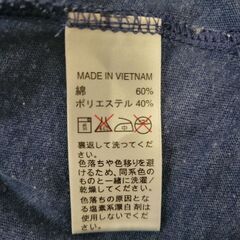 MADE IN VIETNAM
綿 60%
ポリエステル 40%
裏返して洗ってください。
色落ちや色移りを避
けるため、同系色の
ものと一緒に洗濯/
乾燥してください。
色落ちの原因とな
る塩素系漂白剤は
使用しないでくだ
さい。